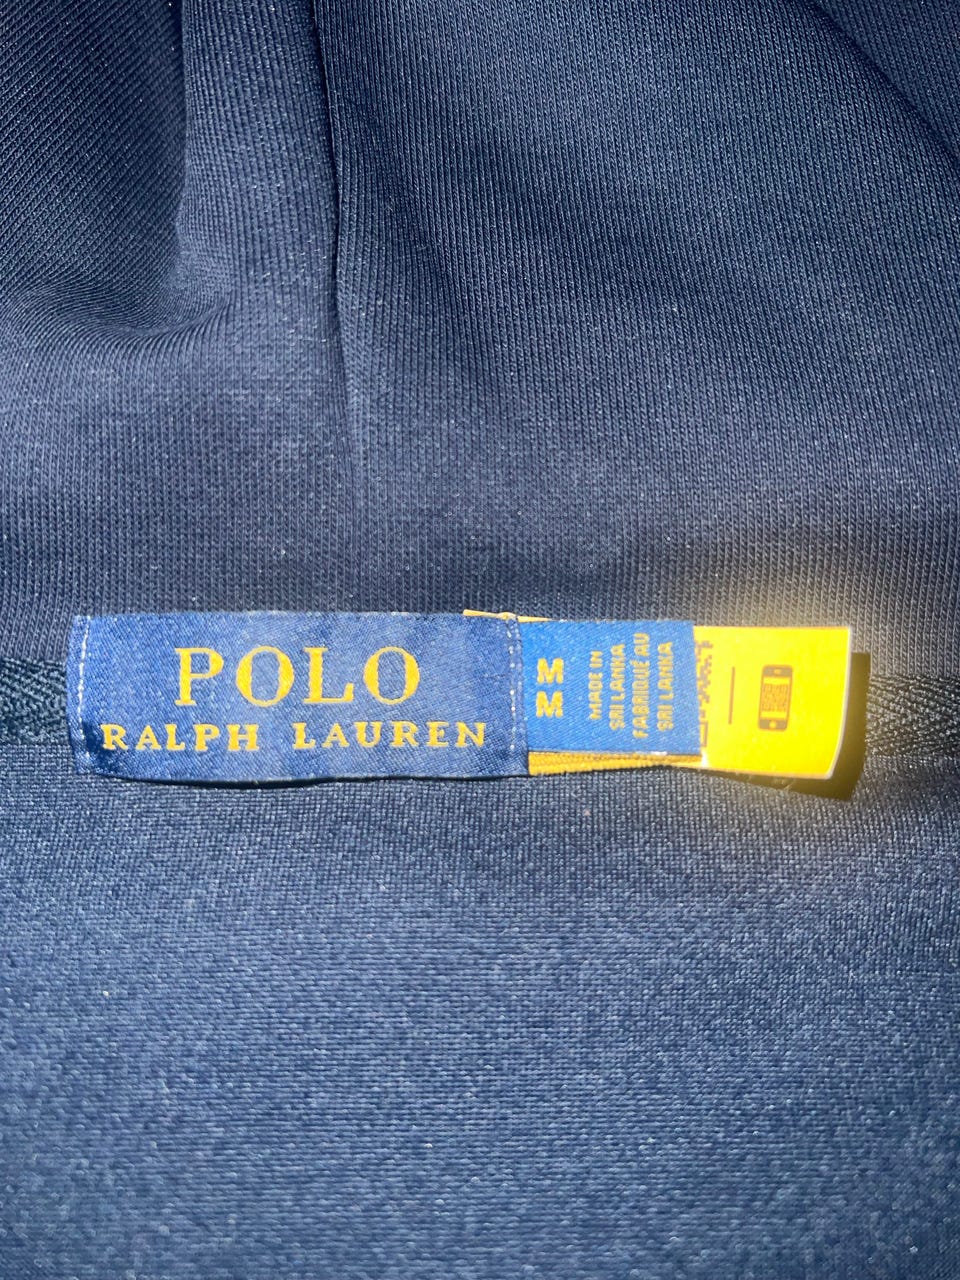 POLO
RALPH LAUREN
M
M
MADE IN
SRI LANKA
FABRIQUÉ AU
SRI LANKA